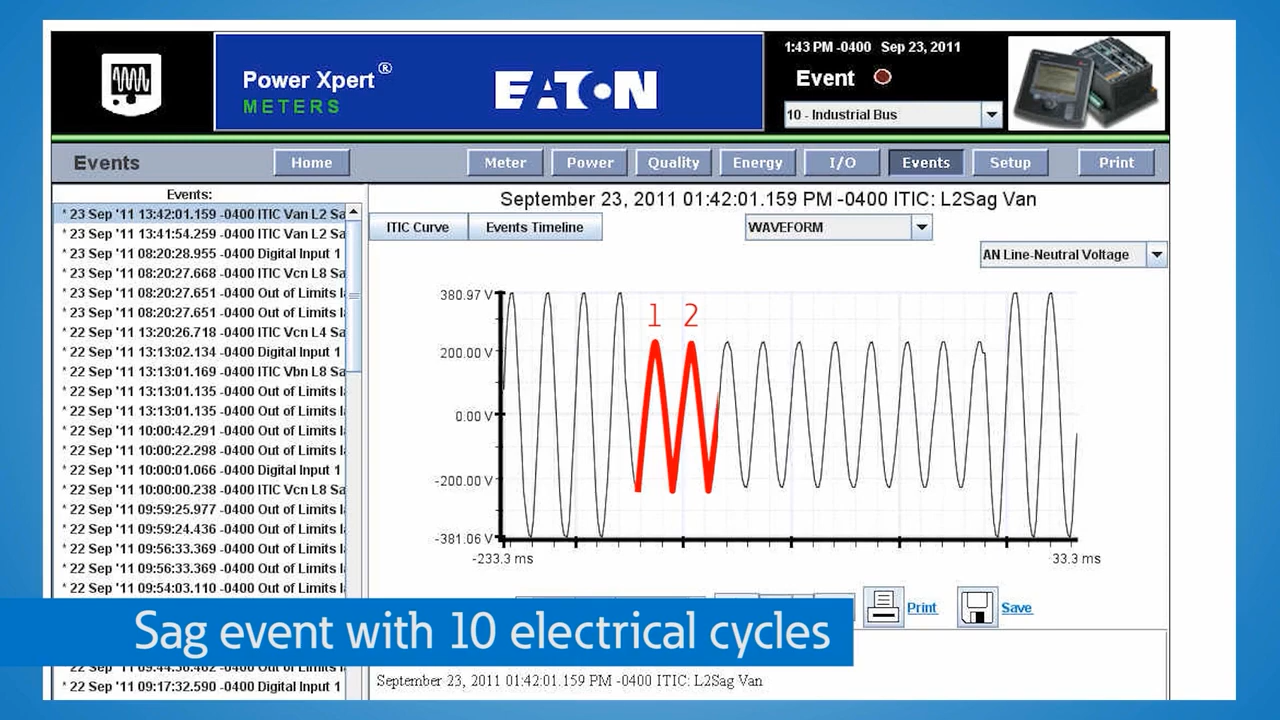 Power Xpert®
METERS
EATON
1:43 PM -0400 Sep 23, 2011
Event
10 - Industrial Bus
Events
Home
Meter
Power
Quality
Energy
I/O
Events
Setup
Print
Events:
* 23 Sep '11 13:42:01.159 -0400 ITIC Van L2 Sa
* 23 Sep '11 13:41:54.259 -0400 ITIC Van L2 Sa
* 23 Sep '11 08:20:28.955 -0400 Digital Input 1
* 23 Sep '11 08:20:27.668 -0400 ITIC Vcn L8 Sa
* 23 Sep '11 08:20:27.651 -0400 Out of Limits
* 23 Sep '11 08:20:27.651 -0400 Out of Limits
* 22 Sep '11 13:20:26.718 -0400 ITIC Vcn L4 Sa
* 22 Sep '11 13:13:02.134 -0400 Digital Input 1
* 22 Sep '11 13:13:01.169 -0400 ITIC Vbn L8 Sa
* 22 Sep '11 13:13:01.135 -0400 Out of Limits
* 22 Sep '11 13:13:01.135 -0400 Out of Limits
* 22 Sep '11 10:00:42.291 -0400 Out of Limits
* 22 Sep '11 10:00:22.298 -0400 Out of Limits
* 22 Sep '11 10:00:01.066 -0400 Digital Input 1
* 22 Sep '11 10:00:00.238 -0400 ITIC Vcn L8 Sa
* 22 Sep '11 09:59:25.977 -0400 Out of Limits
* 22 Sep '11 09:59:24.436 -0400 Out of Limits
* 22 Sep '11 09:56:33.369 -0400 Out of Limits
* 22 Sep '11 09:56:33.369 -0400 Out of Limits
* 22 Sep '11 09:54:03.110 -0400 Out of Limits
* 22 Sep '11 09:17:32.590 -0400 Digital Input 1
September 23, 2011 01:42:01.159 PM -0400 ITIC: L2Sag Van
ITIC Curve
Events Timeline
WAVEFORM
AN Line-Neutral Voltage
380.97 V
200.00 V
0.00 V
-200.00 V
-381.06 V
1 2
-233.3 ms
33.3 ms
Print
Save
Sag event with 10 electrical cycles
September 23, 2011 01:42:01.159 PM -0400 ITIC: L2Sag Van